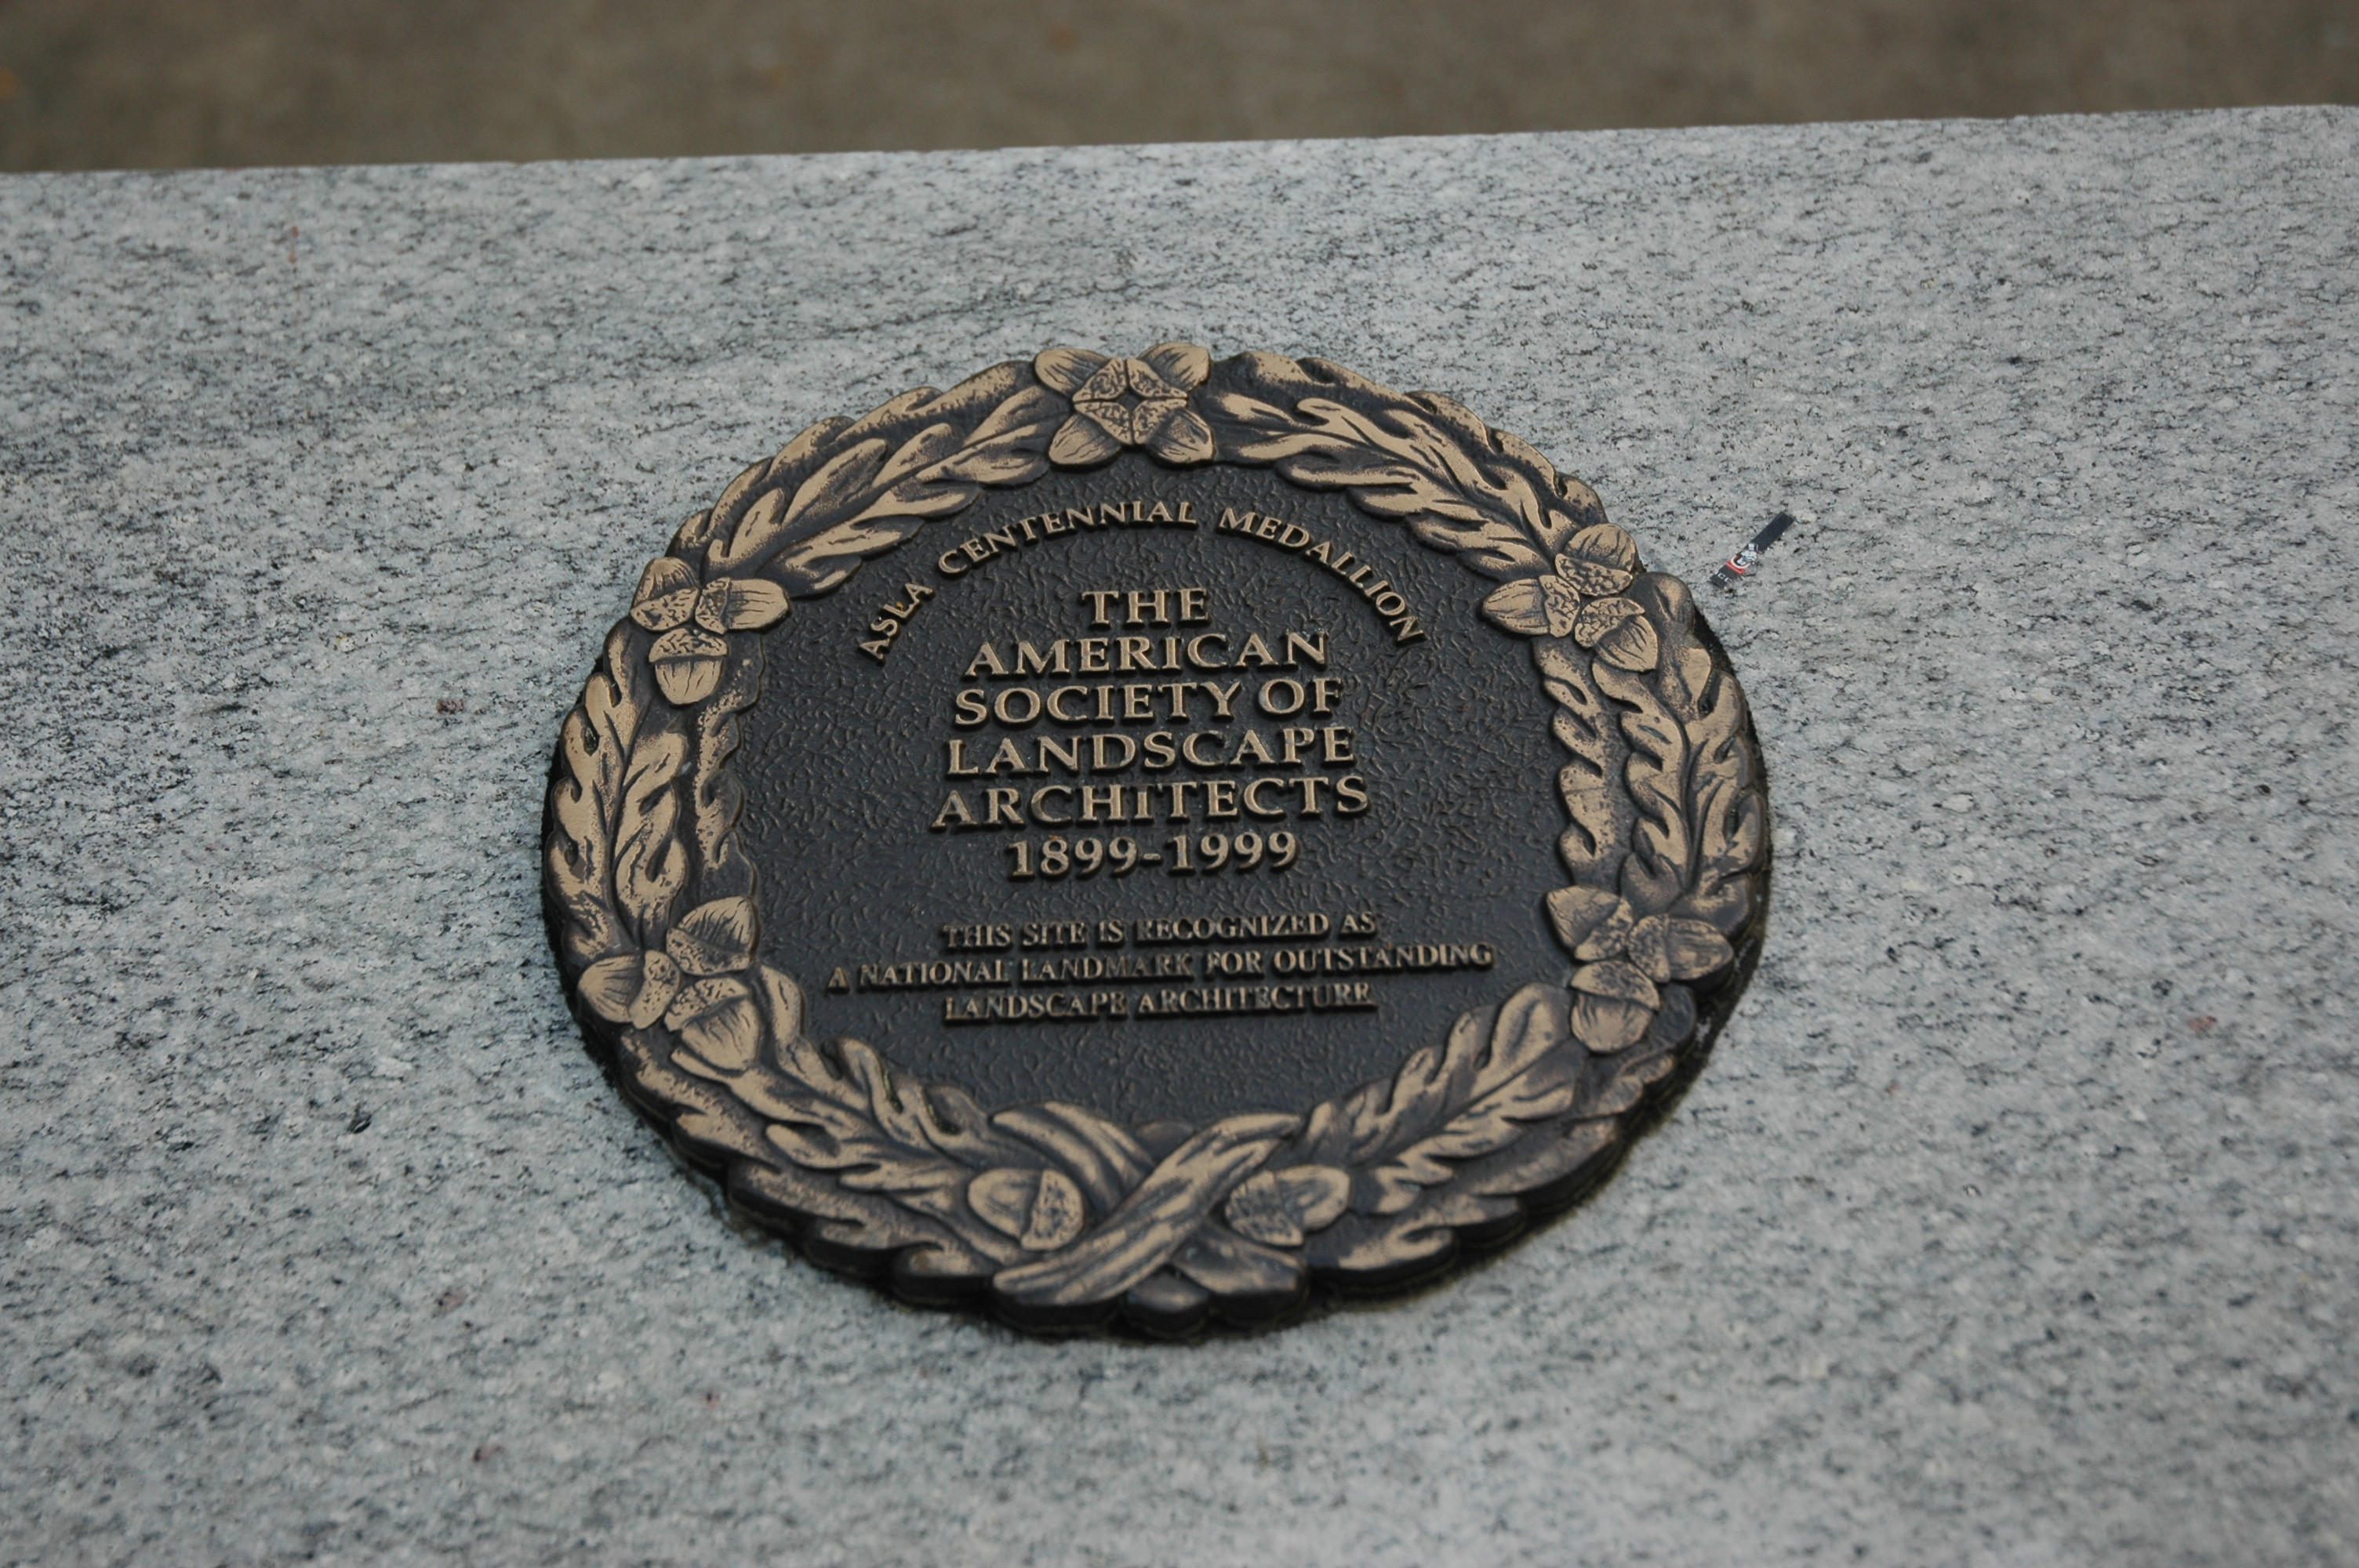 ASLA CENTENNIAL MEDALLION
THE
AMERICAN
SOCIETY OF
LANDSCAPE
ARCHITECTS
1899-1999
THIS SITE IS RECOGNIZED AS
A NATIONAL LANDMARK FOR OUTSTANDING
LANDSCAPE ARCHITECTURE